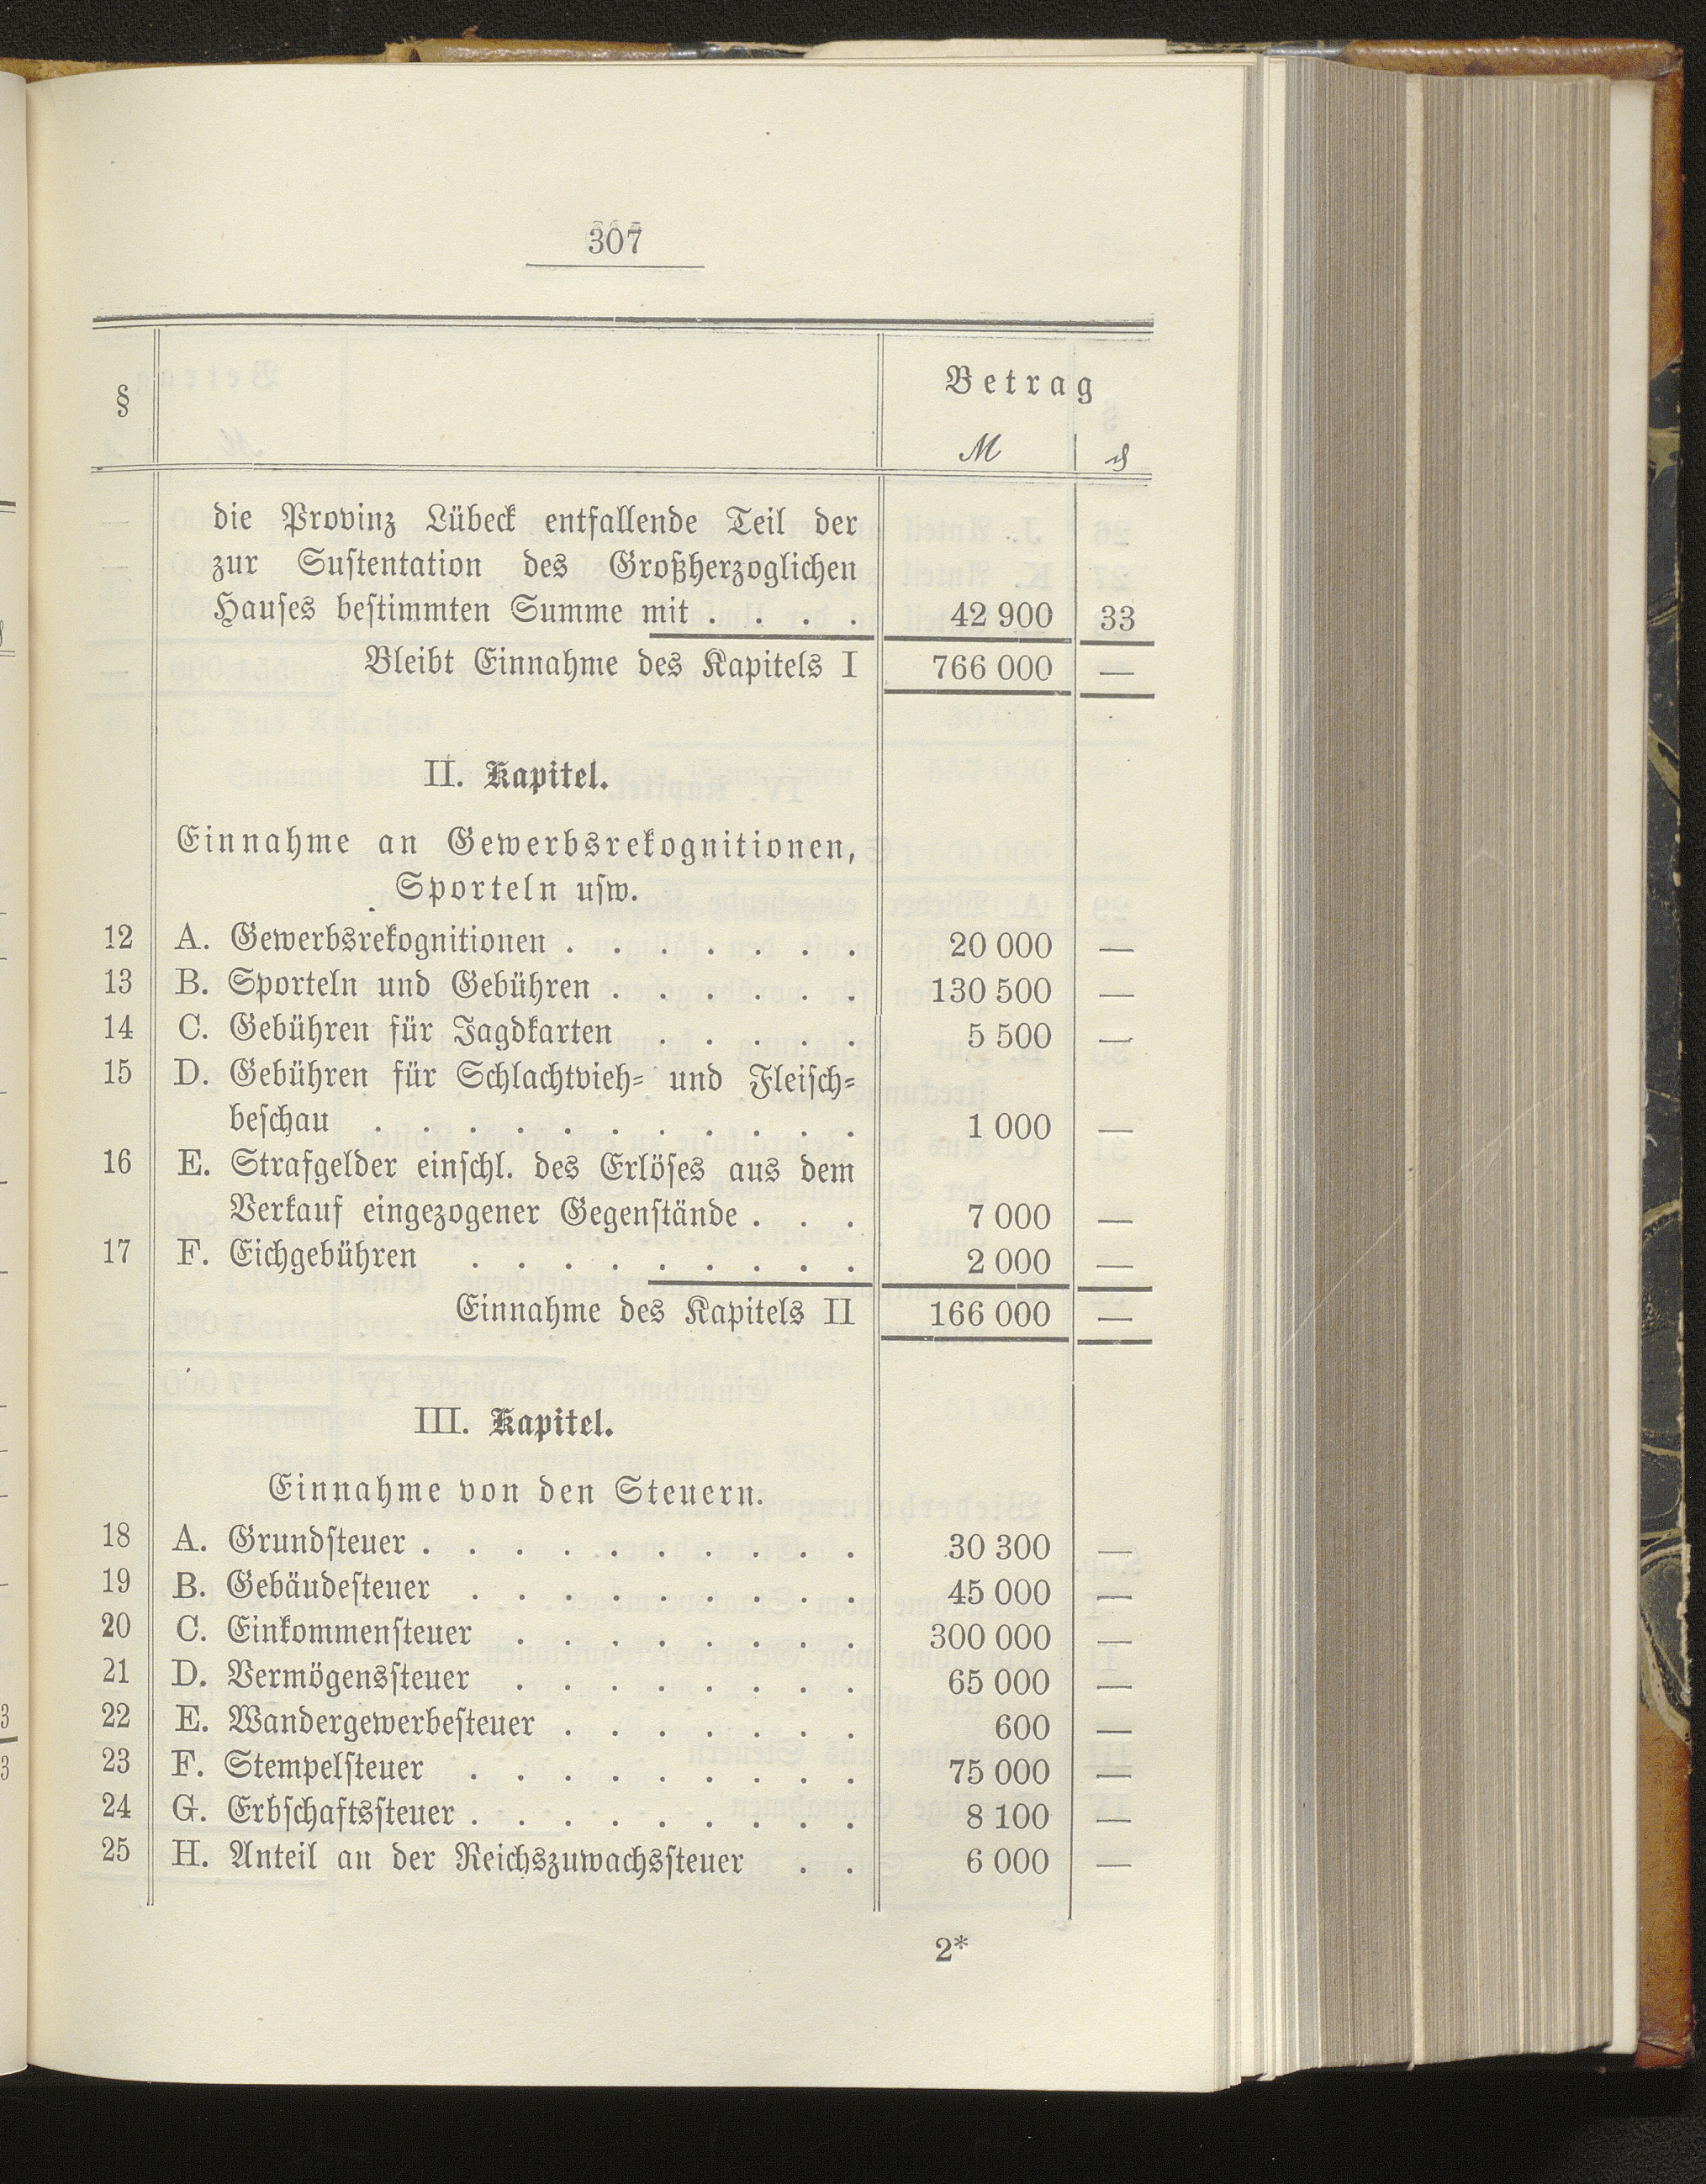 307
§ Betrag
ℳ ₰
die Provinz Lübeck entfallende Teil der
zur Sustentation des Großherzoglichen
Hauses bestimmten Summe mit . . . . 42 900 33
Bleibt Einnahme des Kapitels I 766 000 —
II. Kapitel.
Einnahme an Gewerbsrekognitionen,
Sporteln usw.
12 A. Gewerbsrekognitionen . . . . . . . 20 000 —
13 B. Sporteln und Gebühren . . . . . . 130 500 —
14 C. Gebühren für Jagdkarten . . . . . 5 500 —
15 D. Gebühren für Schlachtvieh- und Fleisch-
beschau . . . . . . . . . . . 1 000 —
16 E. Strafgelder einschl. des Erlöses aus dem
Verkauf eingezogener Gegenstände . . . 7 000 —
17 F. Eichgebühren . . . . . . . . . 2 000 —
Einnahme des Kapitels II 166 000 —
III. Kapitel.
Einnahme von den Steuern.
18 A. Grundsteuer . . . . . . . . . . 30 300 —
19 B. Gebäudesteuer . . . . . . . . . 45 000 —
20 C. Einkommensteuer . . . . . . . . 300 000 —
21 D. Vermögenssteuer . . . . . . . . 65 000 —
22 E. Wandergewerbesteuer . . . . . . . 600 —
23 F. Stempelsteuer . . . . . . . . . 75 000 —
24 G. Erbschaftssteuer . . . . . . . . . 8 100 —
25 H. Anteil an der Reichszuwachssteuer . . 6 000 —
2*